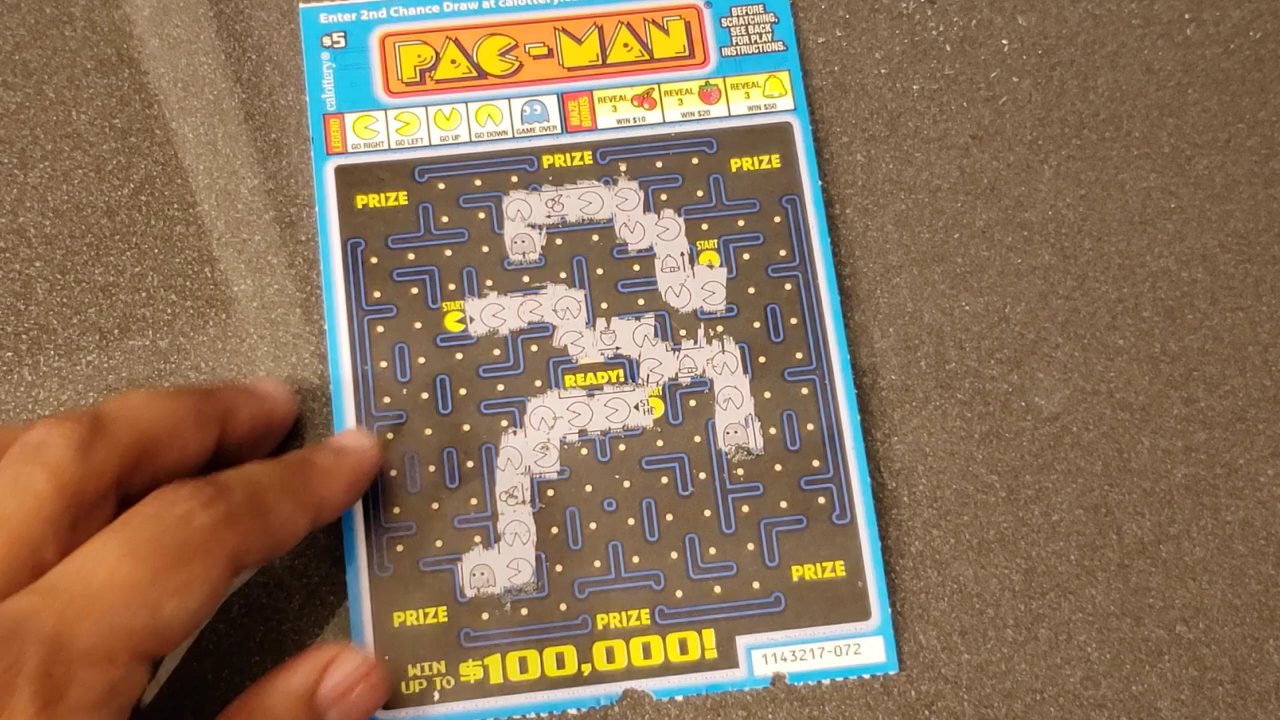 Enter 2nd Chance Draw at calottery.
$5
calottery®
PAC-MAN®
BEFORE
SCRATCHING,
SEE BACK
FOR PLAY
INSTRUCTIONS.
LEGEND
GO RIGHT
GO LEFT
GO UP
GO DOWN
GAME OVER
MAZE
BONUS
REVEAL
3
WIN $10
REVEAL
3
WIN $20
REVEAL
3
WIN $50
PRIZE
PRIZE
PRIZE
START
START
READY!
PRIZE
PRIZE
PRIZE
WIN
UP TO $100,000!
1143217-072